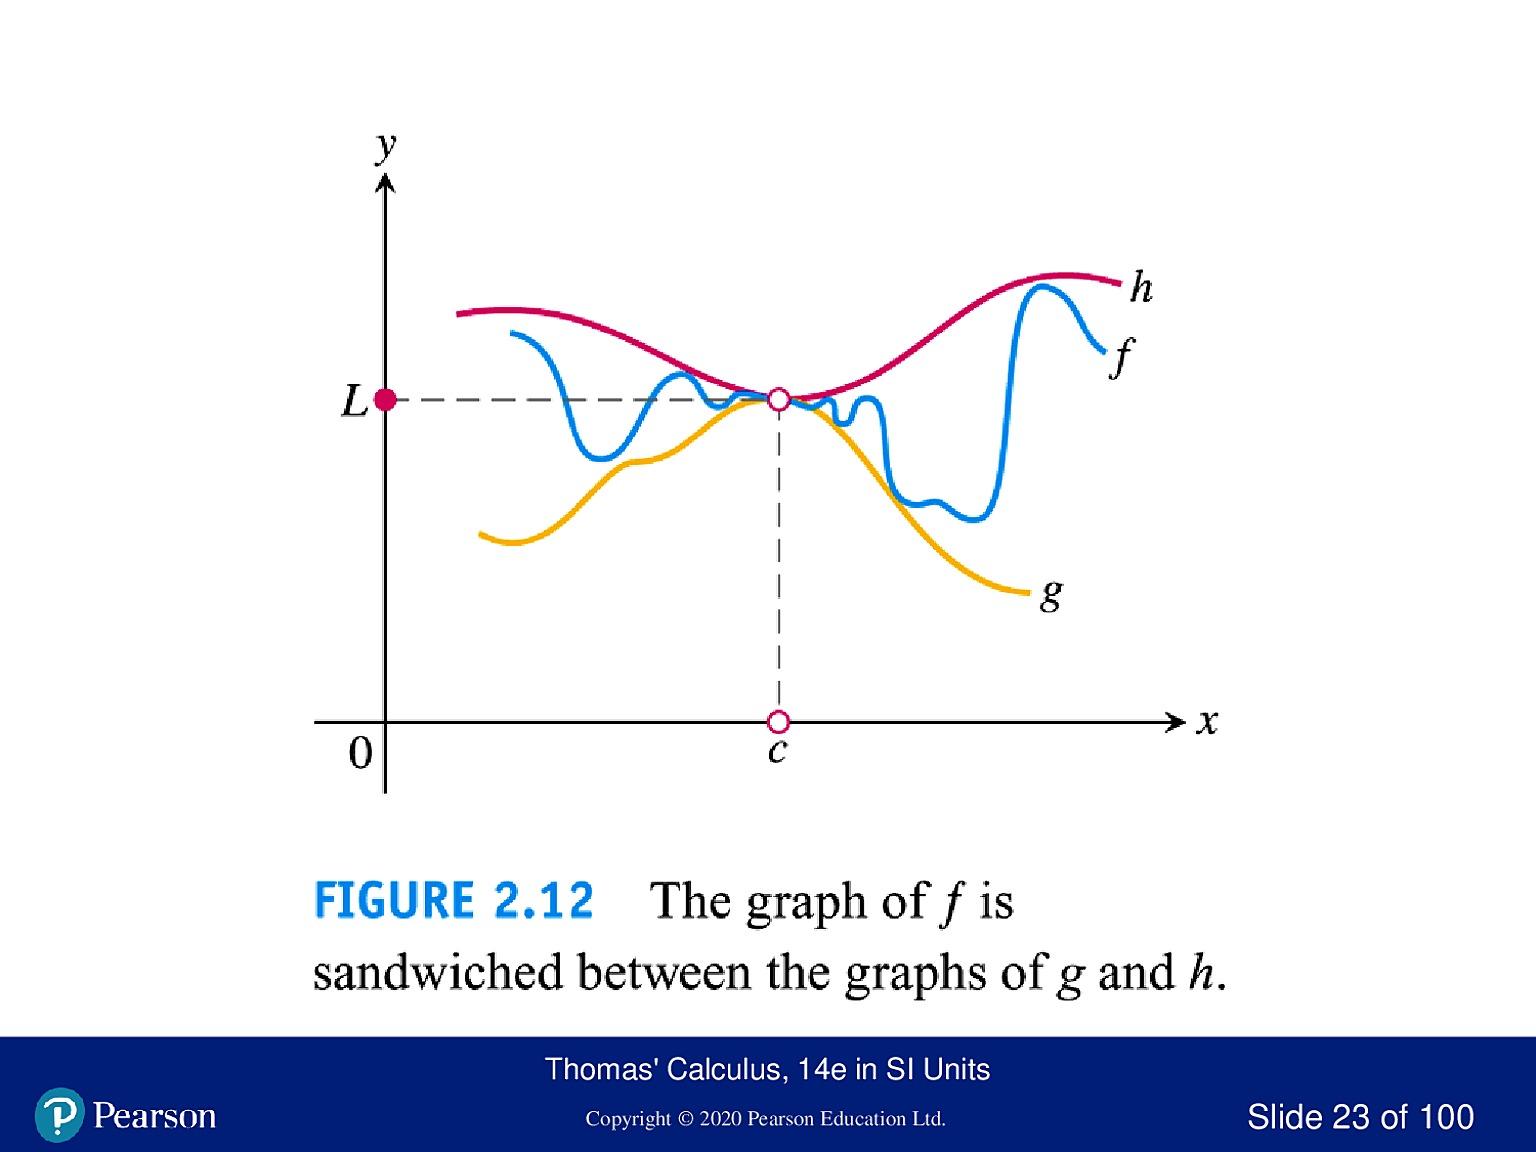 y
h
f
L
g
x
0
c
FIGURE 2.12 The graph of f is
sandwiched between the graphs of g and h.
Thomas' Calculus, 14e in SI Units
Pearson
Copyright © 2020 Pearson Education Ltd.
Slide 23 of 100